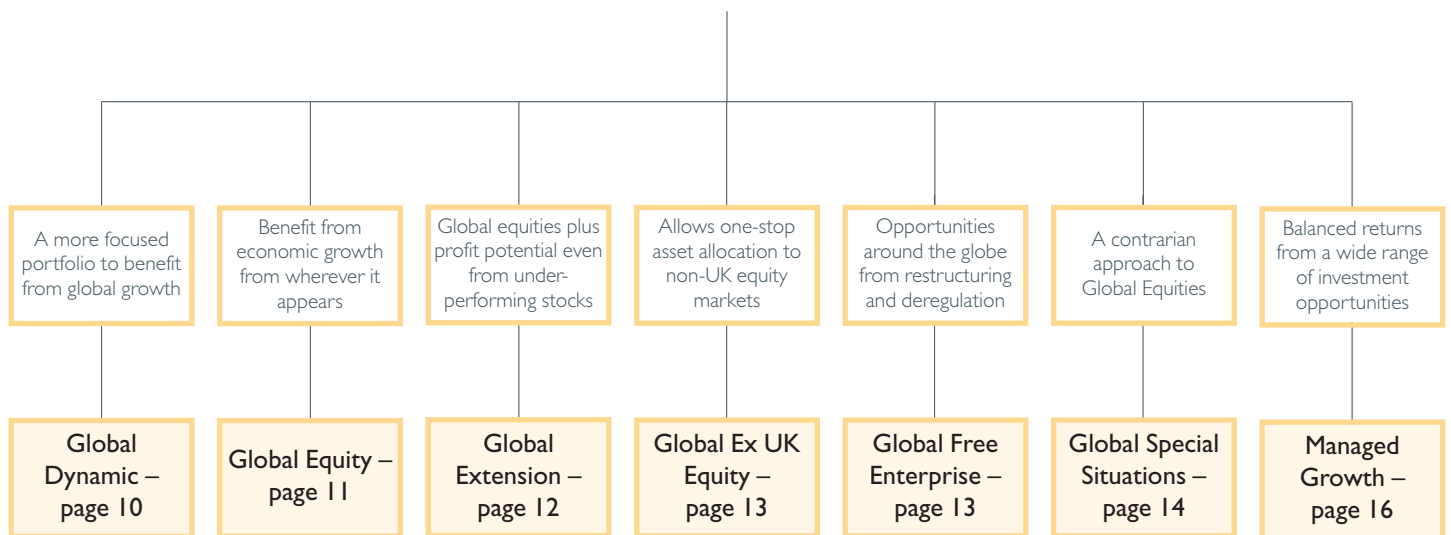 A more focused
portfolio to benefit
from global growth
Benefit from
economic growth
from wherever it
appears
Global equities plus
profit potential even
from under-
performing stocks
Allows one-stop
asset allocation to
non-UK equity
markets
Opportunities
around the globe
from restructuring
and deregulation
A contrarian
approach to
Global Equities
Balanced returns
from a wide range
of investment
opportunities
Global
Dynamic –
page 10
Global Equity –
page 11
Global
Extension –
page 12
Global Ex UK
Equity –
page 13
Global Free
Enterprise –
page 13
Global Special
Situations –
page 14
Managed
Growth –
page 16